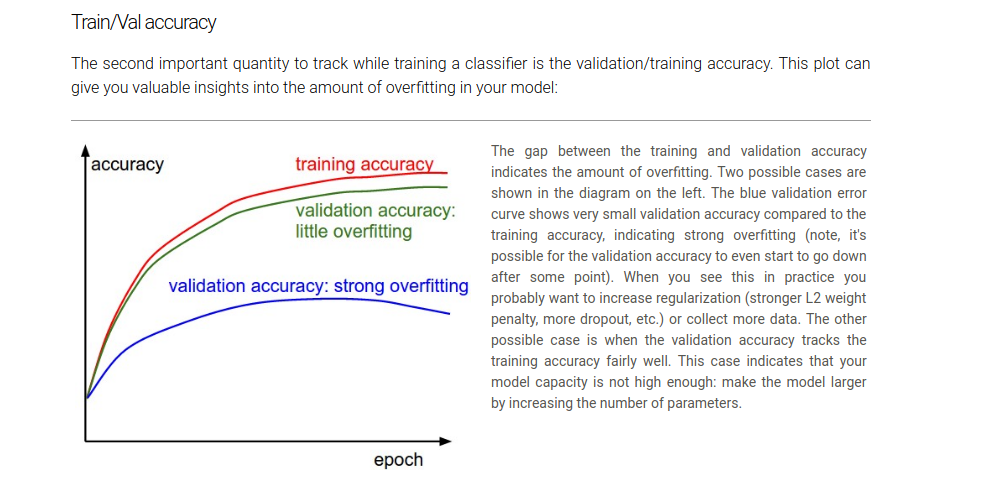 Train/Val accuracy
The second important quantity to track while training a classifier is the validation/training accuracy. This plot can
give you valuable insights into the amount of overfitting in your model:
accuracy
training accuracy
validation accuracy:
little overfitting
validation accuracy: strong overfitting
epoch
The gap between the training and validation accuracy
indicates the amount of overfitting. Two possible cases are
shown in the diagram on the left. The blue validation error
curve shows very small validation accuracy compared to the
training accuracy, indicating strong overfitting (note, it's
possible for the validation accuracy to even start to go down
after some point). When you see this in practice you
probably want to increase regularization (stronger L2 weight
penalty, more dropout, etc.) or collect more data. The other
possible case is when the validation accuracy tracks the
training accuracy fairly well. This case indicates that your
model capacity is not high enough: make the model larger
by increasing the number of parameters.